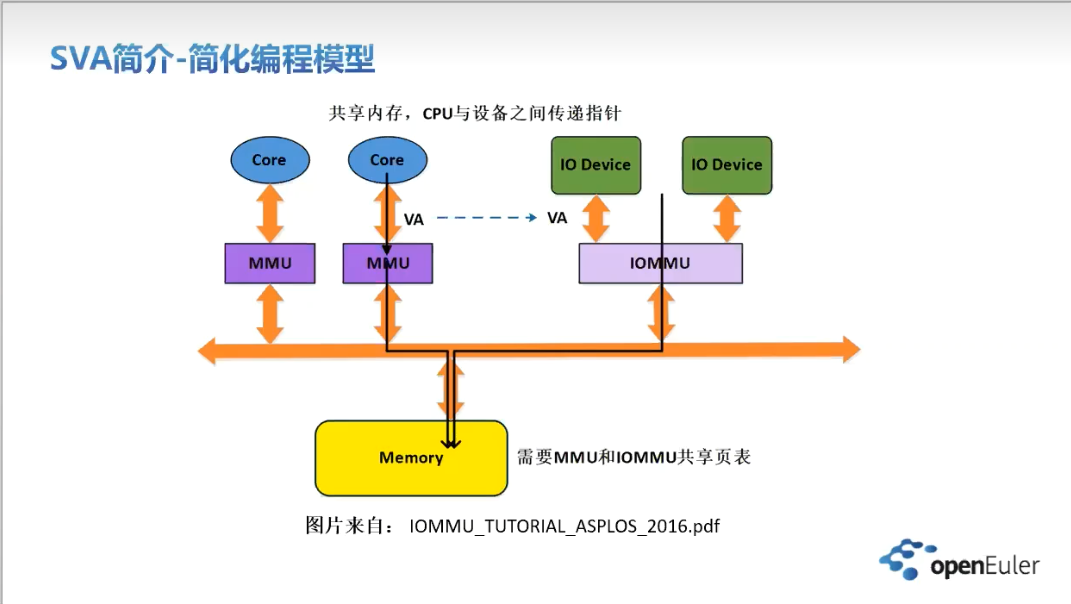 SVA简介-简化编程模型
共享内存，CPU与设备之间传递指针
Core
Core
IO Device
IO Device
VA
VA
MMU
MMU
IOMMU
Memory
需要MMU和IOMMU共享页表
图片来自： IOMMU_TUTORIAL_ASPLOS_2016.pdf
openEuler